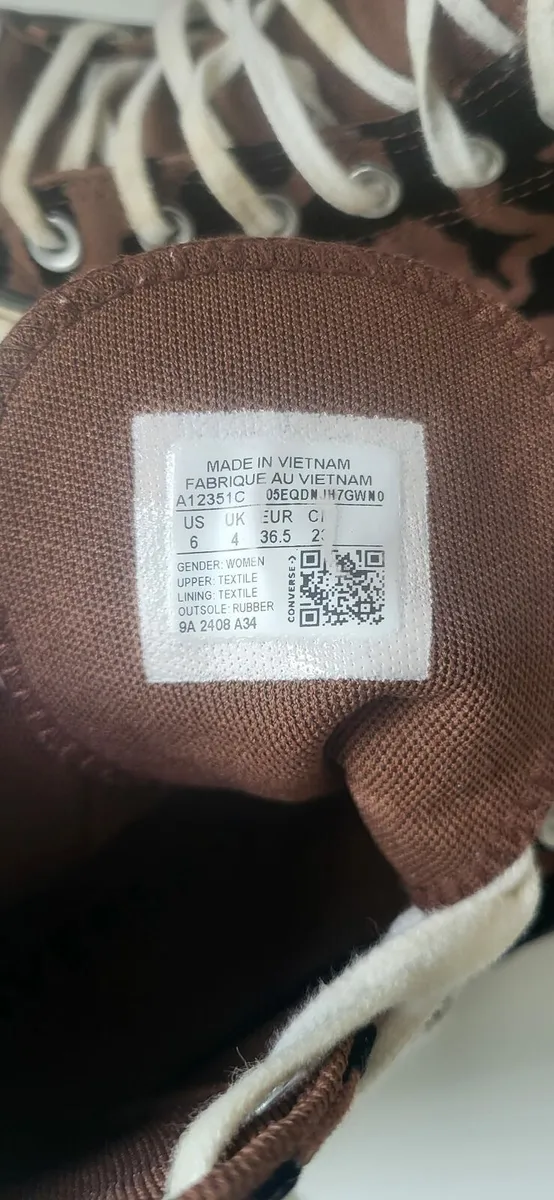 MADE IN VIETNAM
FABRIQUE AU VIETNAM
A12351C
US UK EUR
6 4 36.5
GENDER: WOMEN
UPPER: TEXTILE
LINING: TEXTILE
OUTSOLE: RUBBER
9A 2408 A34
CONVERSE